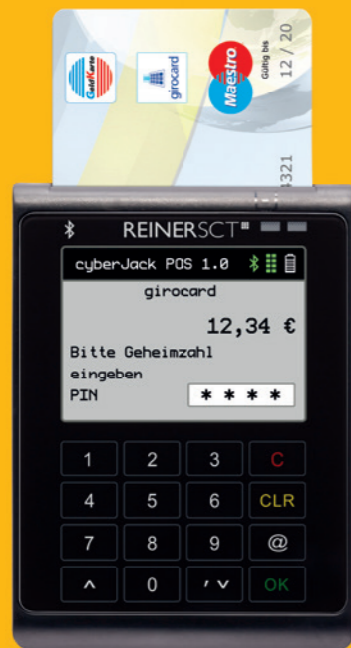 GeldKarte
girocard
Maestro
Gültig bis
12 / 20
4321
REINERSCT
cyberJack POS 1.0
girocard
12,34 €
Bitte Geheimzahl
eingeben
PIN * * * *
1 2 3 C
4 5 6 CLR
7 8 9 @
0 OK